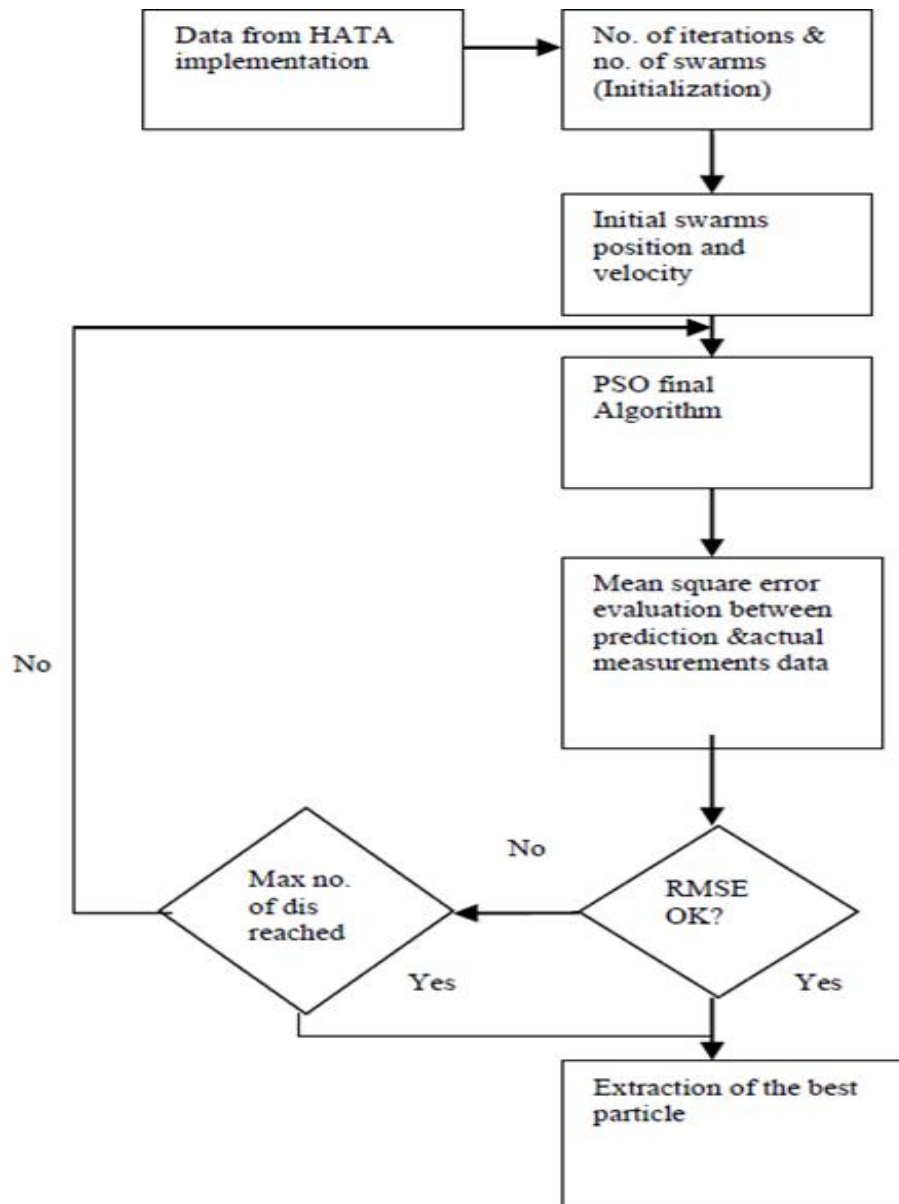 Data from HATA
implementation
No. of iterations &
no. of swarms
(Initialization)
Initial swarms
position and
velocity
PSO final
Algorithm
Mean square error
evaluation between
prediction &actual
measurements data
No
No
Max no.
of dis
reached
RMSE
OK?
Yes
Yes
Extraction of the best
particle